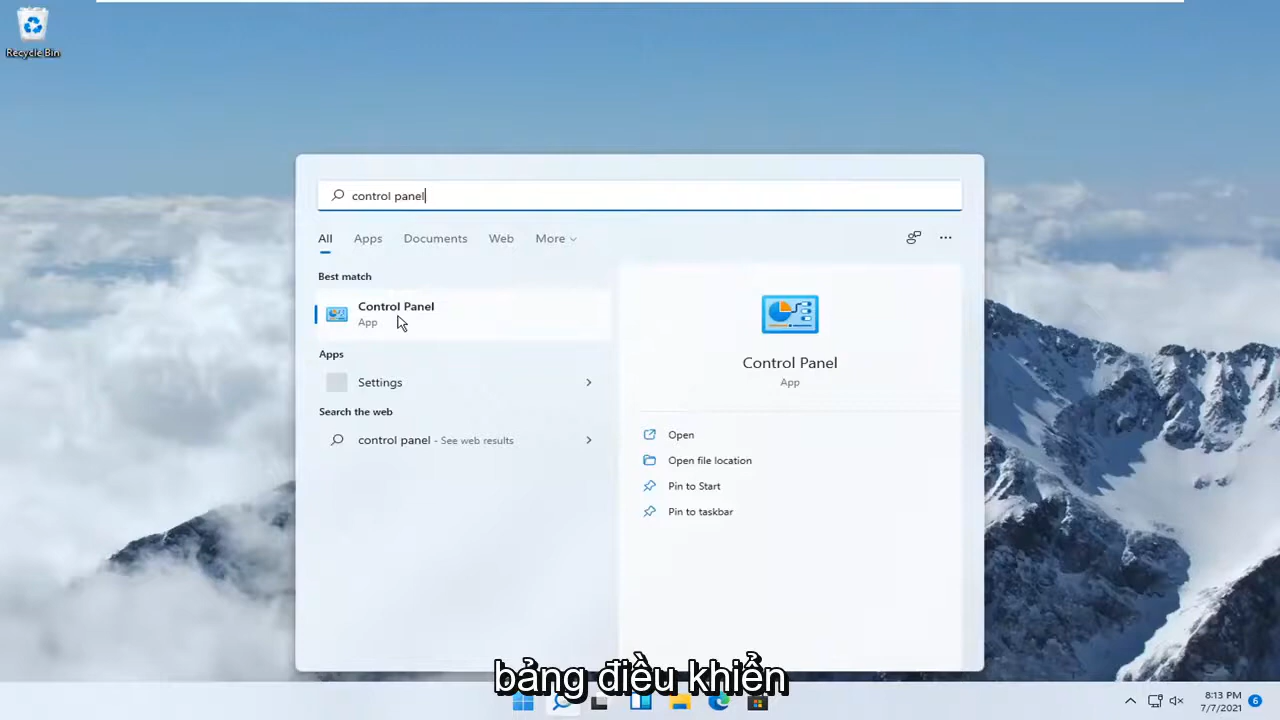 Recycle Bin
control panel
All Apps Documents Web More
Best match
Control Panel
App
Apps
Settings
Search the web
control panel - See web results
Control Panel
App
Open
Open file location
Pin to Start
Pin to taskbar
bảng điều khiển
8:13 PM
7/7/2021
6